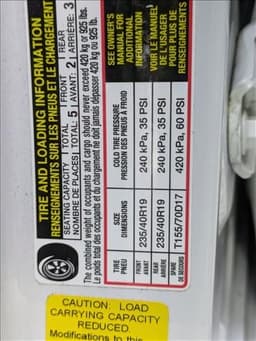 TIRE AND LOADING INFORMATION
RENSEIGNEMENTS SUR LES PNEUS ET LE CHARGEMENT
SEATING CAPACITY TOTAL 5 FRONT 2 REAR 3
NOMBRE DE PLACES: TOTAL: AVANT: ARRIÈRE:
The combined weight of occupants and cargo should never exceed 420 kg or 925 lbs.
Le poids total des occupants et du chargement ne doit jamais dépasser 420 kg ou 925 lb.
TIRE SIZE COLD TIRE PRESSURE
PNEU DIMENSIONS PRESSION DES PNEUS À FROID
FRONT 235/40R19 240 kPa, 35 PSI
AVANT
REAR 235/40R19 240 kPa, 35 PSI
ARRIÈRE
SPARE T155/70D17 420 kPa, 60 PSI
DE SECOURS
SEE OWNER'S
MANUAL FOR
ADDITIONAL
INFORMATION
VOIR LE MANUEL
DE L'USAGER
POUR PLUS DE
RENSEIGNEMENTS
CAUTION: LOAD
CARRYING CAPACITY
REDUCED.
Modifications to this